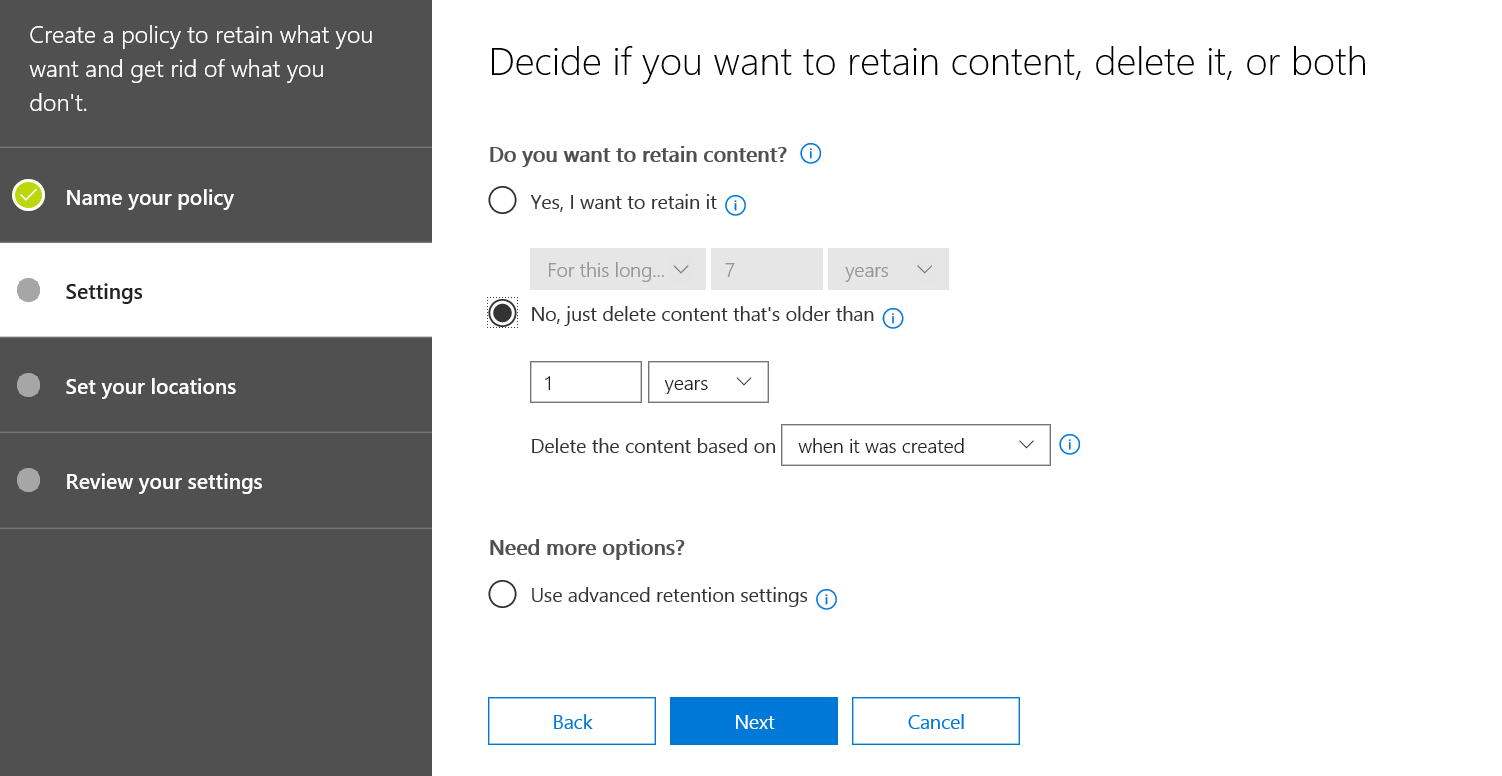 Create a policy to retain what you
want and get rid of what you
don't.
Name your policy
Settings
Set your locations
Review your settings
Decide if you want to retain content, delete it, or both
Do you want to retain content?
Yes, I want to retain it
For this long... 7 years
No, just delete content that's older than
1 years
Delete the content based on when it was created
Need more options?
Use advanced retention settings
Back Next Cancel